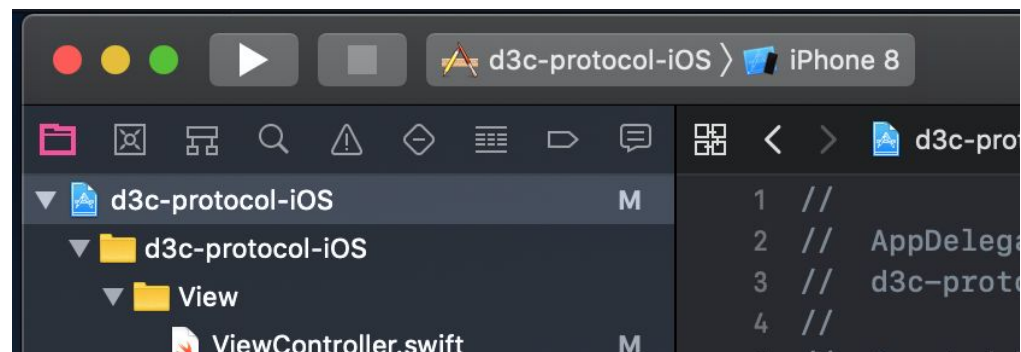 d3c-protocol-iOS 〉 iPhone 8
d3c-protocol-iOS M
d3c-protocol-iOS
View
ViewController.swift M
d3c-prot
1 //
2 // AppDelega
3 // d3c-proto
4 //